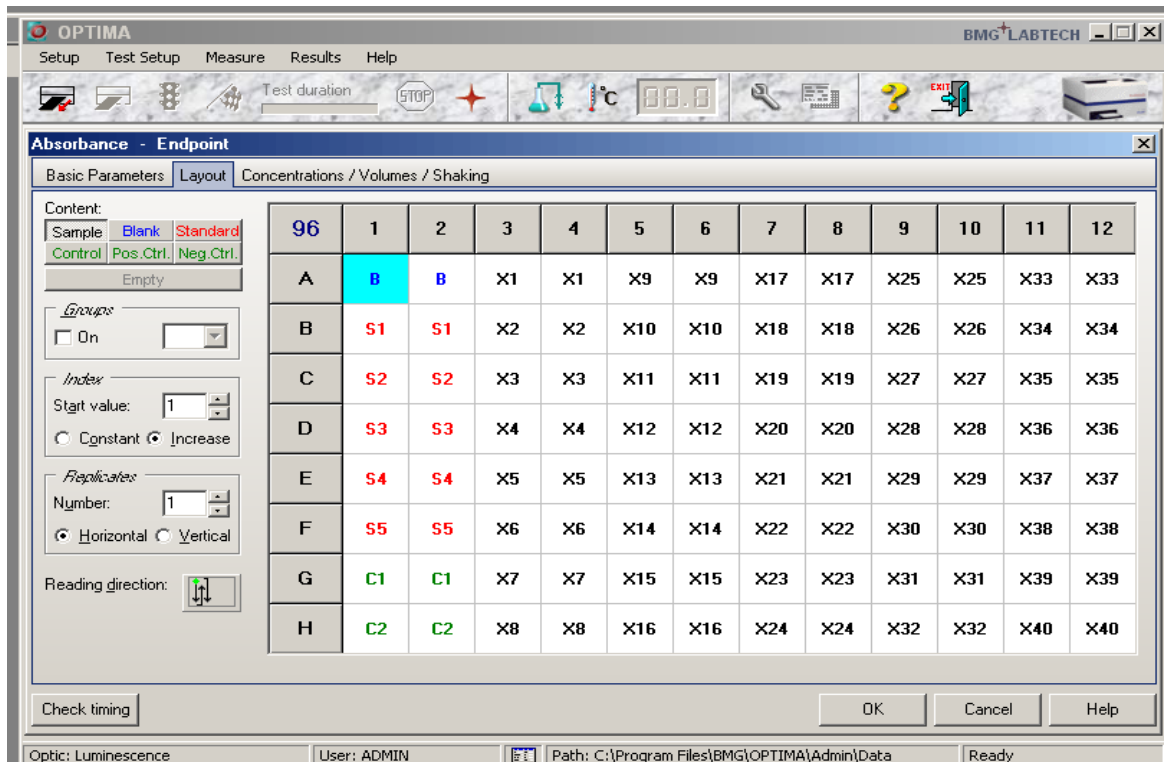 OPTIMA BMG LABTECH
Setup Test Setup Measure Results Help
Test duration STOP °C 00.0 ? EXIT
Absorbance - Endpoint
Basic Parameters Layout Concentrations / Volumes / Shaking
Content:
Sample Blank Standard
Control Pos.Ctrl. Neg.Ctrl.
Empty
Groups
On
Index
Start value: 1
Constant Increase
Replicates
Number: 1
Horizontal Vertical
Reading direction:
96 1 2 3 4 5 6 7 8 9 10 11 12
A B B X1 X1 X9 X9 X17 X17 X25 X25 X33 X33
B S1 S1 X2 X2 X10 X10 X18 X18 X26 X26 X34 X34
C S2 S2 X3 X3 X11 X11 X19 X19 X27 X27 X35 X35
D S3 S3 X4 X4 X12 X12 X20 X20 X28 X28 X36 X36
E S4 S4 X5 X5 X13 X13 X21 X21 X29 X29 X37 X37
F S5 S5 X6 X6 X14 X14 X22 X22 X30 X30 X38 X38
G C1 C1 X7 X7 X15 X15 X23 X23 X31 X31 X39 X39
H C2 C2 X8 X8 X16 X16 X24 X24 X32 X32 X40 X40
Check timing OK Cancel Help
Optic: Luminescence User: ADMIN Path: C:\Program Files\BMG\OPTIMA\Admin\Data Ready